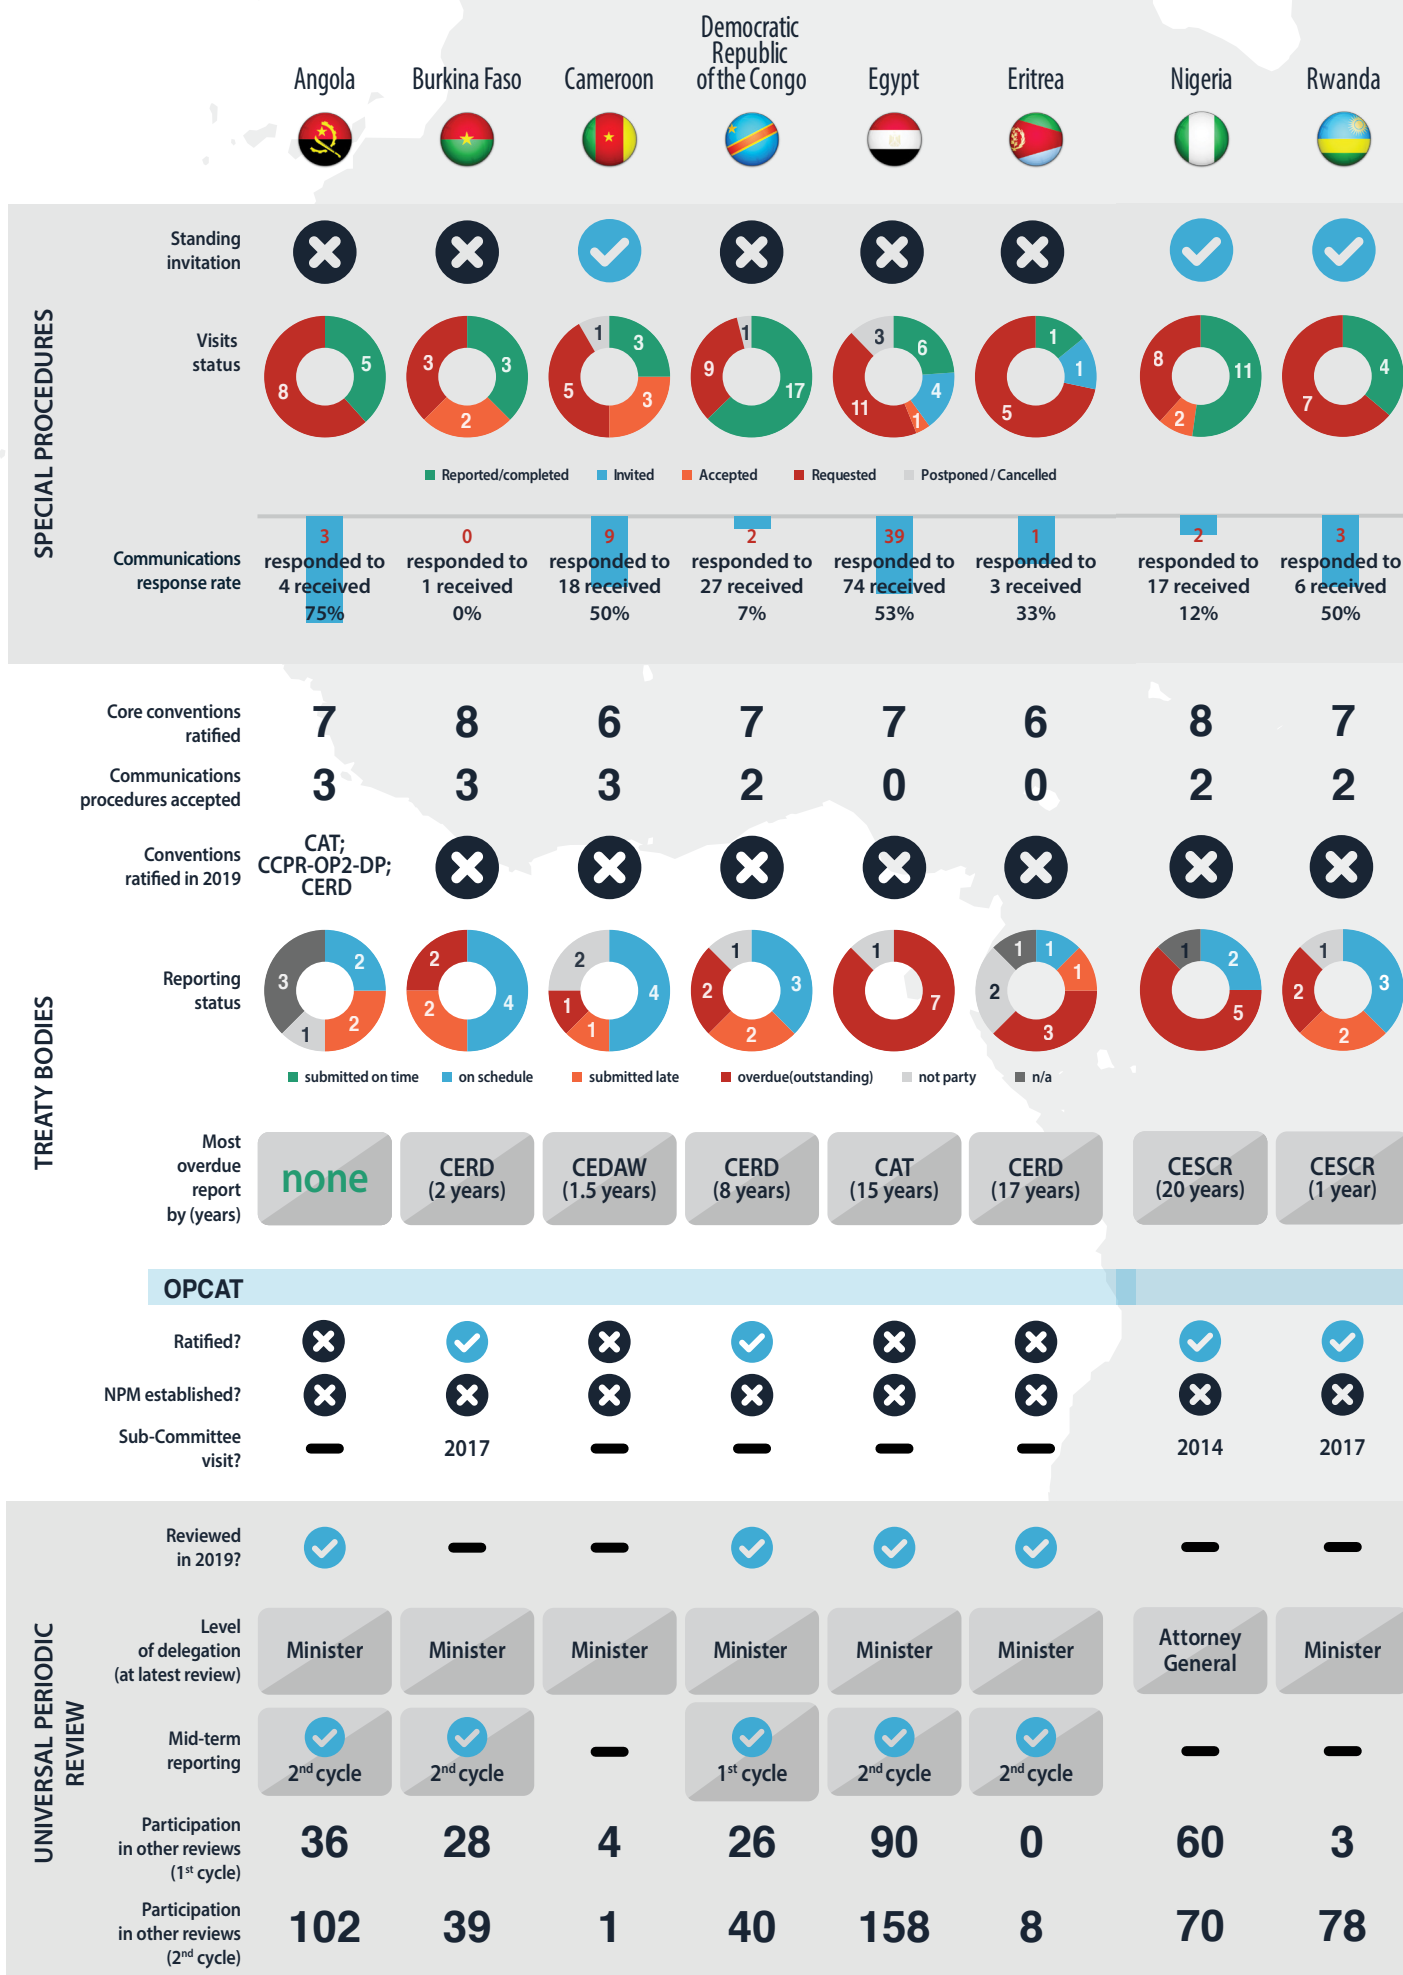 Democratic
Republic
Angola Burkina Faso Cameroon of the Congo Egypt Eritrea Nigeria Rwanda
SPECIAL PROCEDURES
Standing
invitation
Visits
status
5
8
3
2
3
1
3
3
5
1
17
9
3
6
4
1
11
1
1
5
11
2
8
4
7
Reported/completed Invited Accepted Requested Postponed / Cancelled
Communications
response rate
3
responded to
4 received
75%
0
responded to
1 received
0%
9
responded to
18 received
50%
2
responded to
27 received
7%
39
responded to
74 received
53%
1
responded to
3 received
33%
2
responded to
17 received
12%
3
responded to
6 received
50%
TREATY BODIES
Core conventions
ratified
7 8 6 7 7 6 8 7
Communications
procedures accepted
3 3 3 2 0 0 2 2
Conventions
ratified in 2019
CAT;
CCPR-OP2-DP;
CERD
Reporting
status
3
2
2
1
2
4
2
2
4
1
1
1
3
2
2
1
7
1
1
1
3
2
1
2
5
1
3
2
2
submitted on time on schedule submitted late overdue(outstanding) not party n/a
Most
overdue
report
by (years)
none
CERD
(2 years)
CEDAW
(1.5 years)
CERD
(8 years)
CAT
(15 years)
CERD
(17 years)
CESCR
(20 years)
CESCR
(1 year)
OPCAT
Ratified?
NPM established?
Sub-Committee
visit?
2017 2014 2017
UNIVERSAL PERIODIC
REVIEW
Reviewed
in 2019?
Level
of delegation
(at latest review)
Minister Minister Minister Minister Minister Minister
Attorney
General
Minister
Mid-term
reporting
2nd cycle 2nd cycle 1st cycle 2nd cycle 2nd cycle
Participation
in other reviews
(1st cycle)
36 28 4 26 90 0 60 3
Participation
in other reviews
(2nd cycle)
102 39 1 40 158 8 70 78